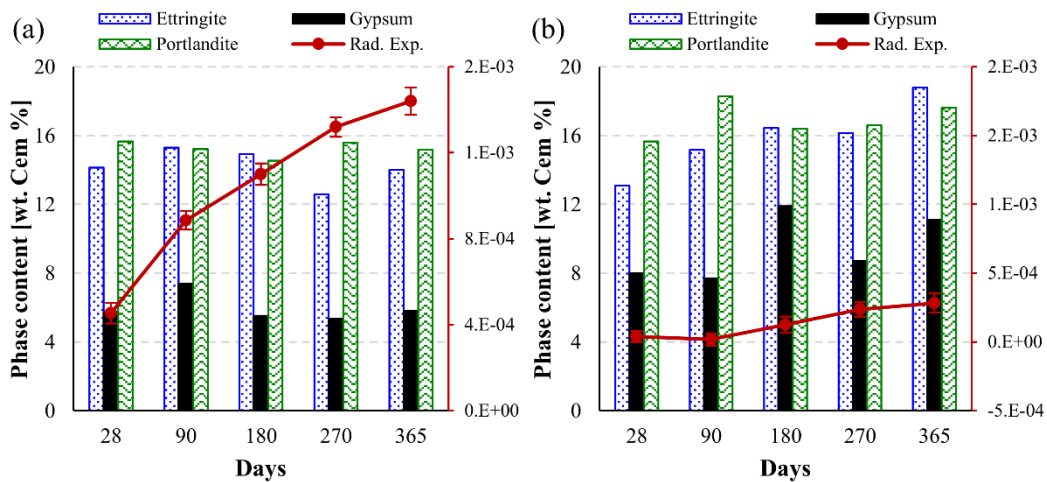 (a)
Ettringite Gypsum
Portlandite Rad. Exp.
Phase content [wt. Cem %]
20 2.E-03
16
1.E-03
12
8 8.E-04
4 4.E-04
0 0.E+00
28 90 180 270 365
Days
(b)
Ettringite Gypsum
Portlandite Rad. Exp.
Phase content [wt. Cem %]
20 2.E-03
16 2.E-03
12 1.E-03
8 5.E-04
4 0.E+00
0 -5.E-04
28 90 180 270 365
Days